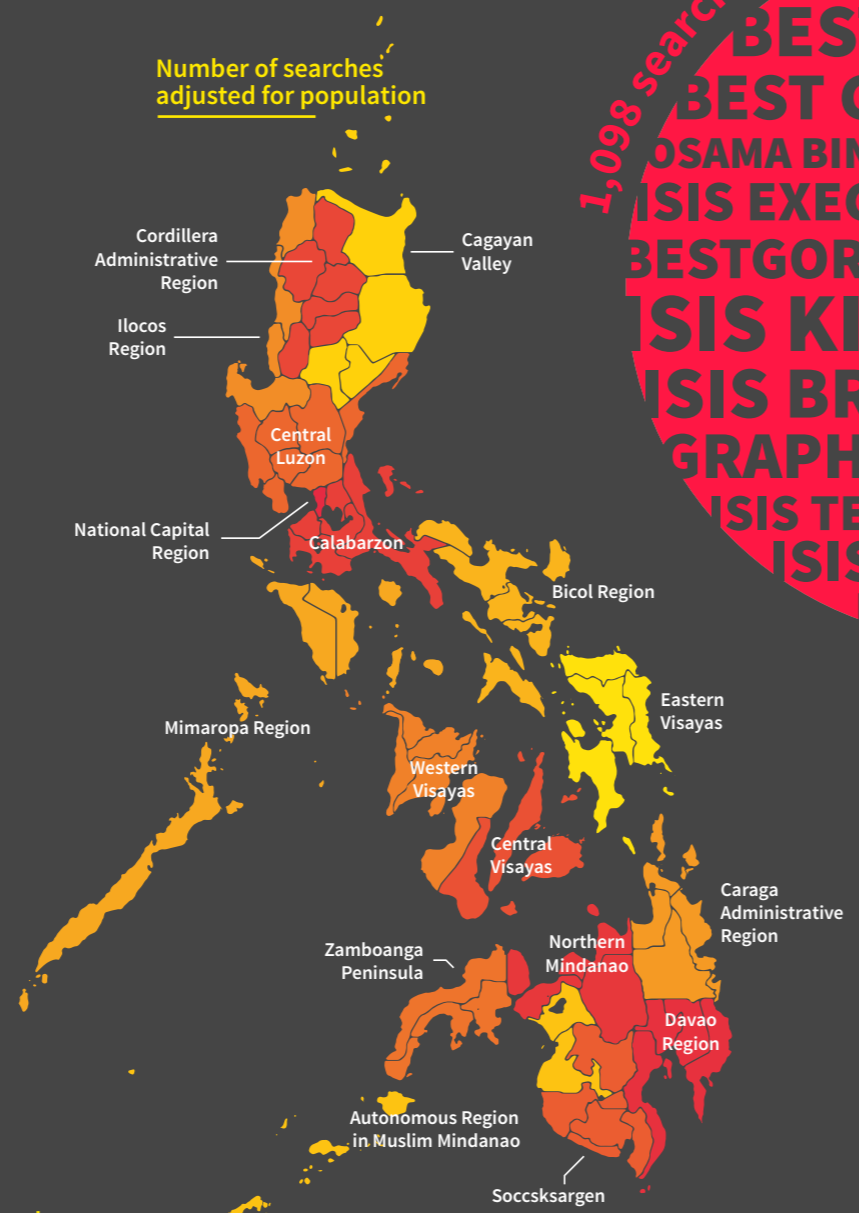 Number of searches
adjusted for population
1,098 searc
BES
BEST
OSAMA BIN
ISIS EXEC
BESTGOR
ISIS
ISIS BR
GRAPH
ISIS TE
ISIS
Cordillera
Administrative
Region
Cagayan
Valley
Ilocos
Region
Central
Luzon
National Capital
Region
Calabarzon
Bicol Region
Eastern
Visayas
Mimaropa Region
Western
Visayas
Central
Visayas
Caraga
Administrative
Region
Zamboanga
Peninsula
Northern
Mindanao
Davao
Region
Autonomous Region
in Muslim Mindanao
Soccsksargen